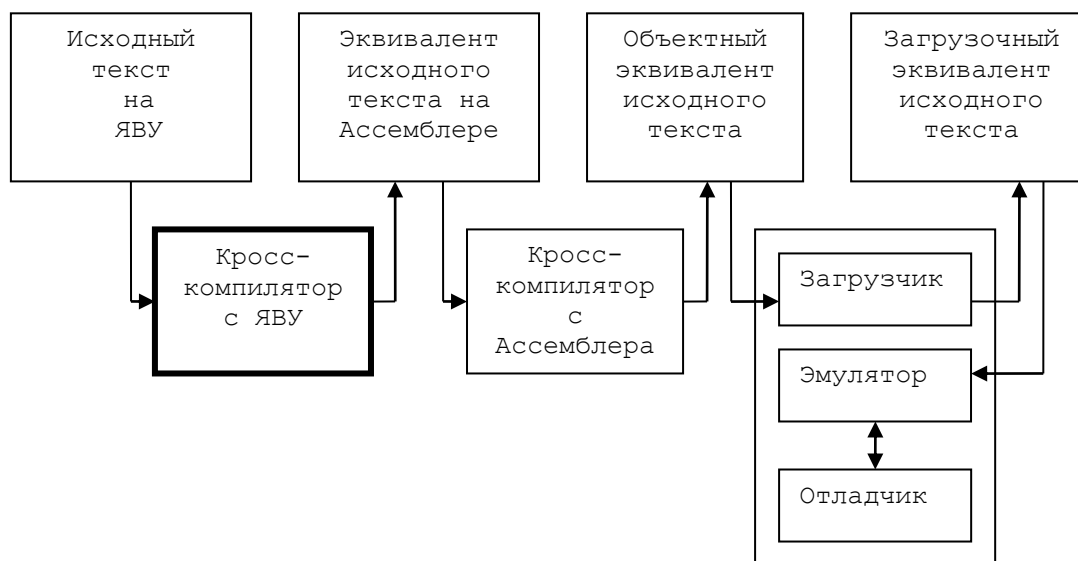 Исходный
текст
на
ЯВУ
Эквивалент
исходного
текста на
Ассемблере
Объектный
эквивалент
исходного
текста
Загрузочный
эквивалент
исходного
текста
Кросс-
компилятор
с ЯВУ
Кросс-
компилятор
с
Ассемблера
Загрузчик
Эмулятор
Отладчик